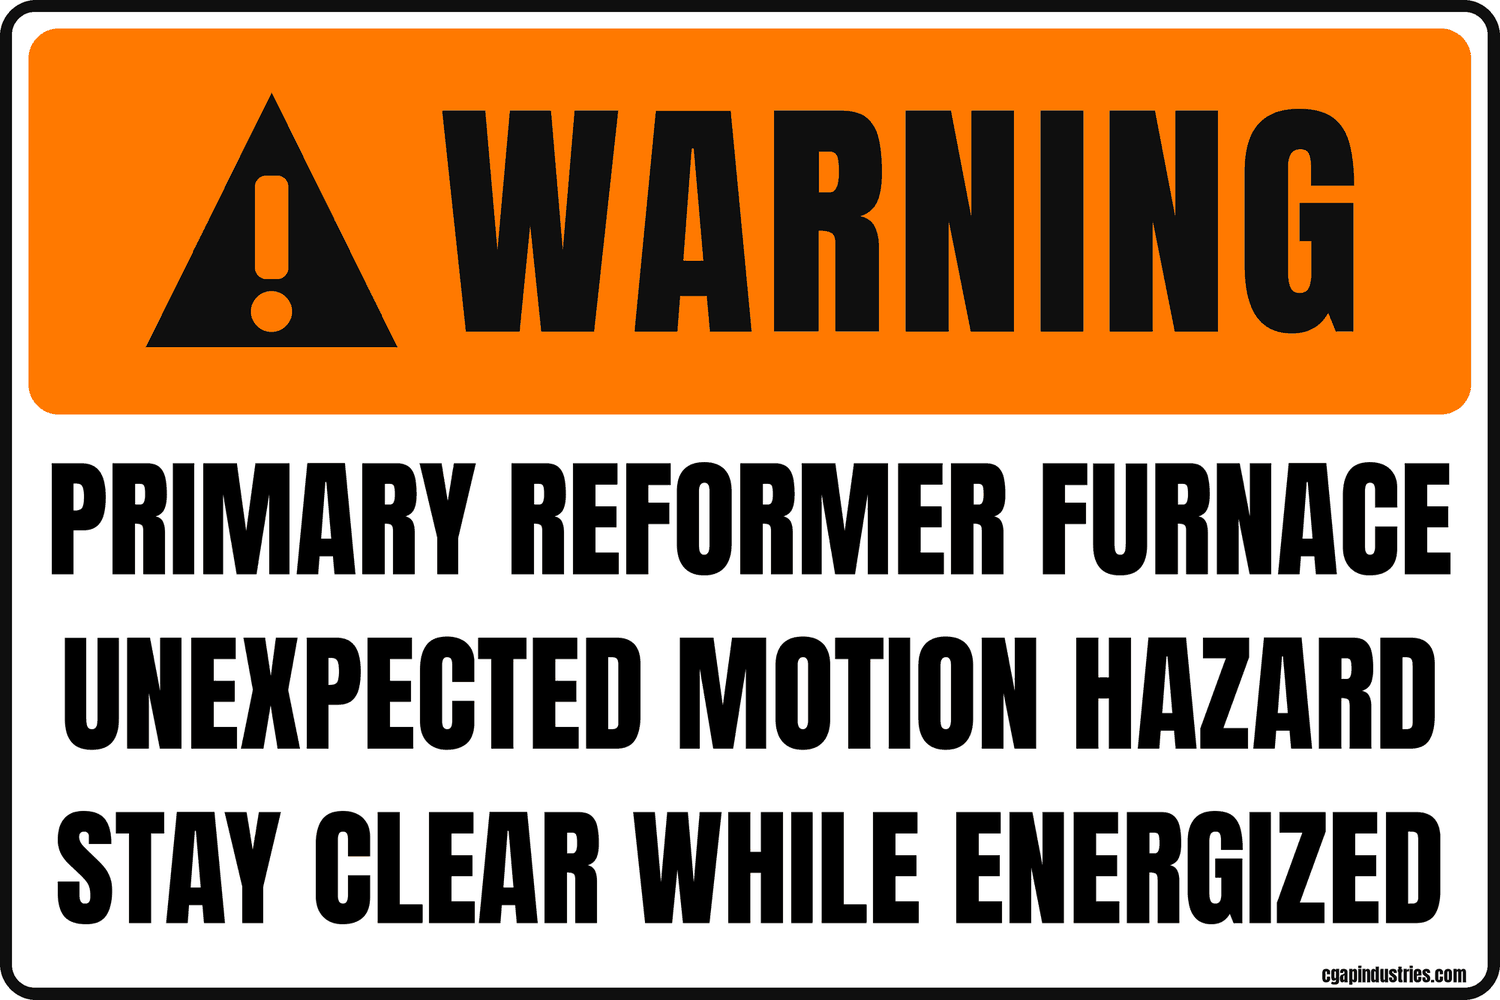 WARNING
PRIMARY REFORMER FURNACE
UNEXPECTED MOTION HAZARD
STAY CLEAR WHILE ENERGIZED
cgapindustries.com